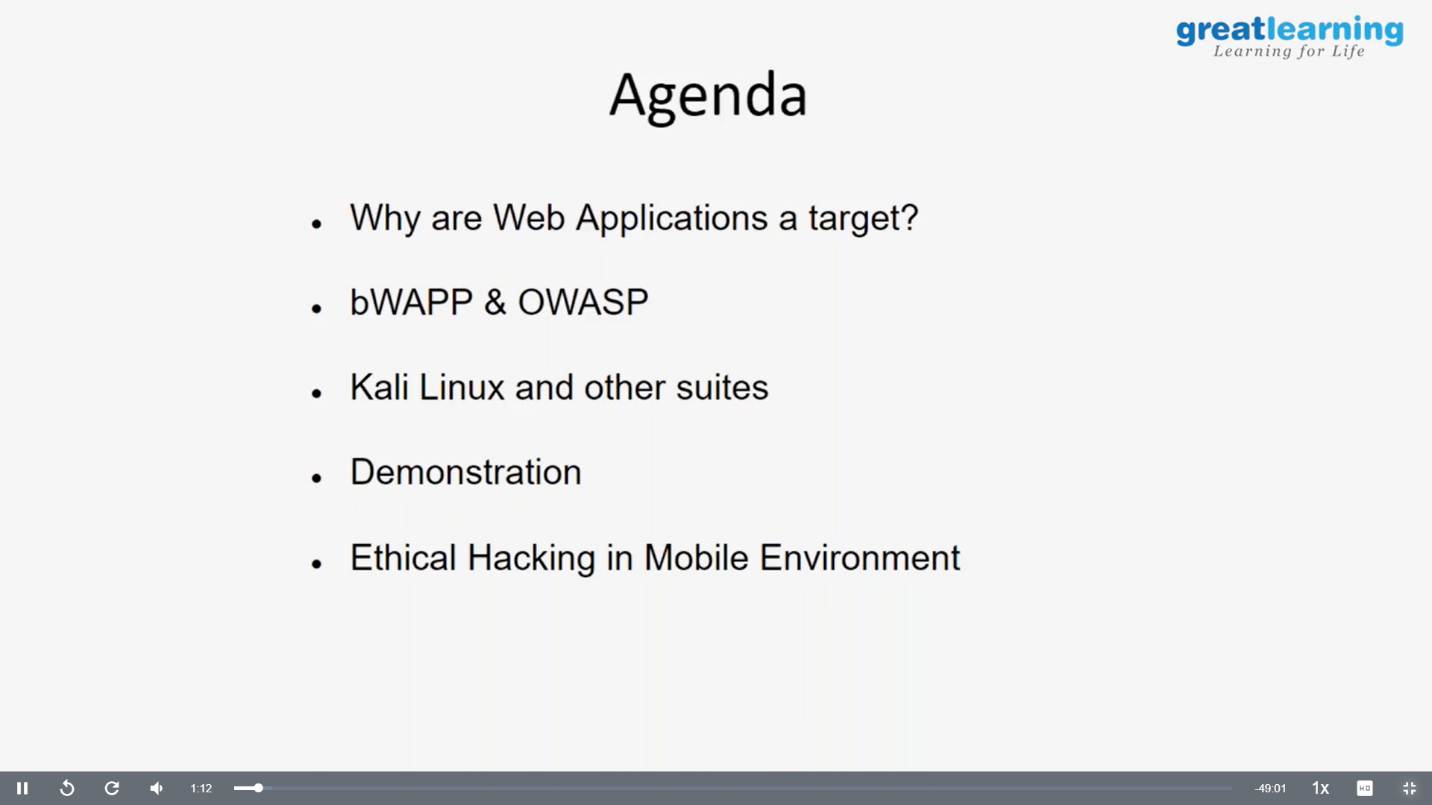 greatlearning
Learning for Life
Agenda
• Why are Web Applications a target?
• bWAPP & OWASP
• Kali Linux and other suites
• Demonstration
• Ethical Hacking in Mobile Environment
1:12 -49:01 1x HD